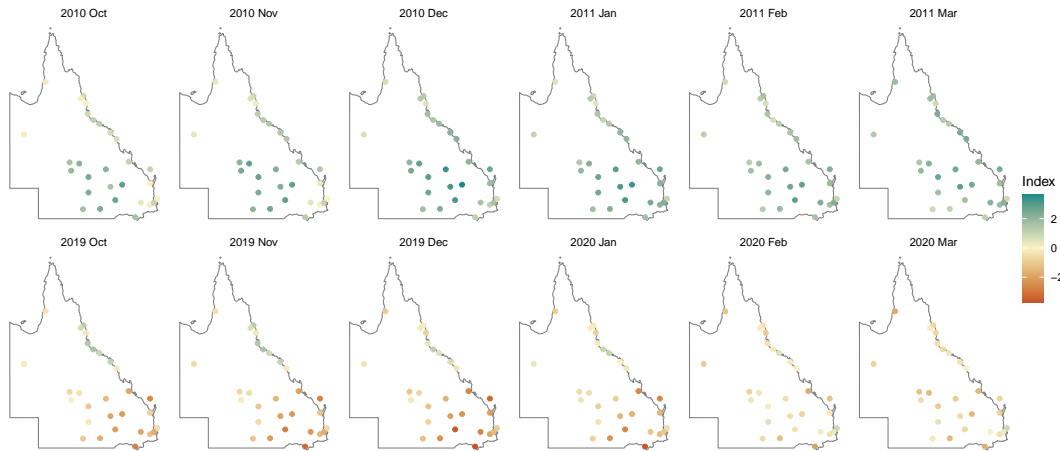 2010 Oct
2010 Nov
2010 Dec
2011 Jan
2011 Feb
2011 Mar
Index
2
0
−2
2019 Oct
2019 Nov
2019 Dec
2020 Jan
2020 Feb
2020 Mar